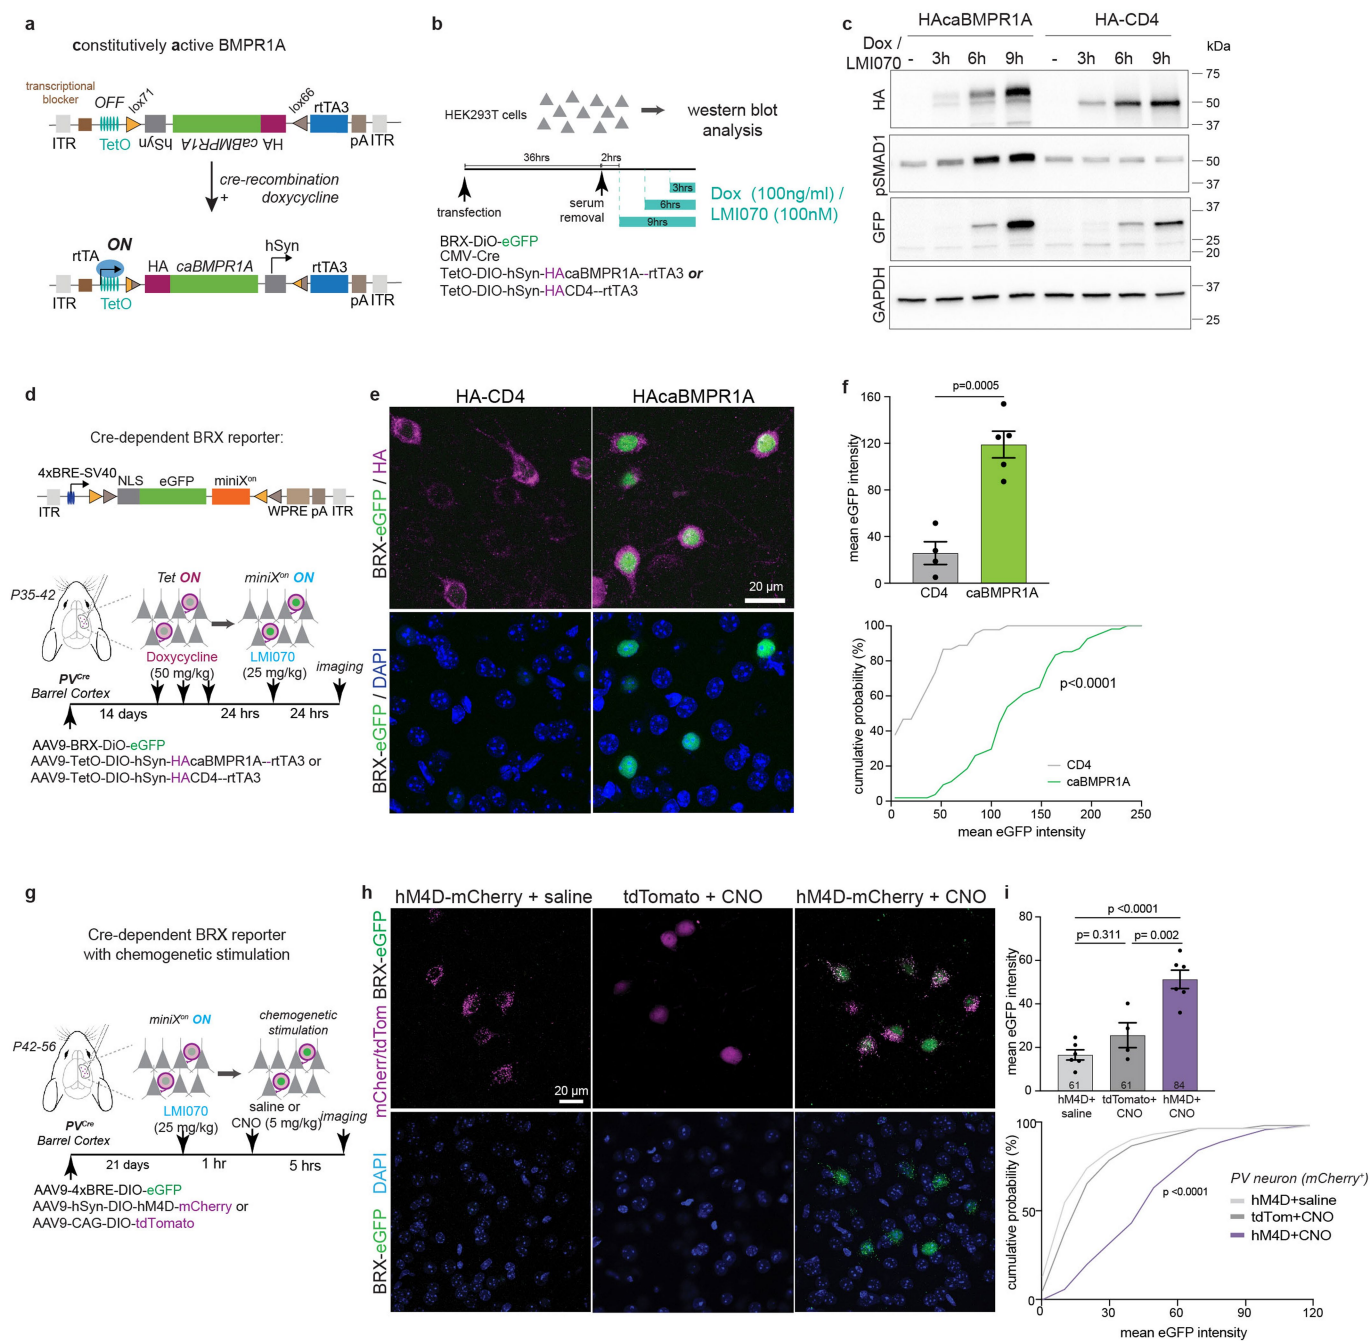 a
constitutively active BMPR1A
transcriptional
blocker
OFF
lox71
lox66
rtTA3
ITR
TetO
hSyn
caBMPR1A
HA
pA ITR
cre-recombination
+ doxycycline
rtTA
ON
HA
caBMPR1A
hSyn
rtTA3
ITR
TetO
pA ITR
b
HEK293T cells
western blot
analysis
36hrs
2hrs
transfection
serum
removal
3hrs
6hrs
9hrs
Dox (100ng/ml) /
LMI070 (100nM)
BRX-DiO-eGFP
CMV-Cre
TetO-DIO-hSyn-HAcaBMPR1A--rtTA3 or
TetO-DIO-hSyn-HACD4--rtTA3
c
HAcaBMPR1A
HA-CD4
Dox /
LMI070
- 3h 6h 9h
- 3h 6h 9h
kDa
HA
75
50
37
pSMAD1
50
37
GFP
37
25
20
GAPDH
37
25
d
Cre-dependent BRX reporter:
4xBRE-SV40
NLS
eGFP
miniXon
ITR
WPRE pA ITR
P35-42
Tet ON
miniXon ON
Doxycycline
(50 mg/kg)
LMI070
(25 mg/kg)
imaging
PVCre
Barrel Cortex
14 days
24 hrs
24 hrs
AAV9-BRX-DiO-eGFP
AAV9-TetO-DIO-hSyn-HAcaBMPR1A--rtTA3 or
AAV9-TetO-DIO-hSyn-HACD4--rtTA3
e
HA-CD4
HAcaBMPR1A
BRX-eGFP / HA
20 µm
BRX-eGFP / DAPI
f
p=0.0005
mean eGFP intensity
160
120
80
40
0
CD4
caBMPR1A
cumulative probability (%)
100
80
60
40
20
0
p<0.0001
CD4
caBMPR1A
0 50 100 150 200 250
mean eGFP intensity
g
Cre-dependent BRX reporter
with chemogenetic stimulation
P42-56
miniXon ON
chemogenetic
stimulation
LMI070
(25 mg/kg)
saline or
CNO (5 mg/kg)
imaging
PVCre
Barrel Cortex
21 days
1 hr
5 hrs
AAV9-4xBRE-DIO-eGFP
AAV9-hSyn-DIO-hM4D-mCherry or
AAV9-CAG-DIO-tdTomato
h
hM4D-mCherry + saline
tdTomato + CNO
hM4D-mCherry + CNO
mCherr/tdTom BRX-eGFP
20 µm
BRX-eGFP DAPI
i
p <0.0001
p= 0.311
p= 0.002
mean eGFP intensity
80
60
40
20
0
61
61
84
hM4D+
saline
tdTomato+
CNO
hM4D+
CNO
cumulative probability (%)
100
50
0
p <0.0001
PV neuron (mCherry+)
hM4D+saline
tdTom+CNO
hM4D+CNO
0 30 60 90 120
mean eGFP intensity